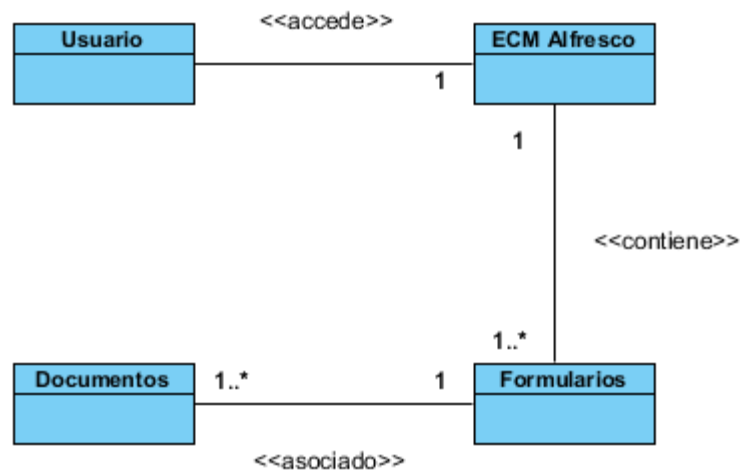 <<accede>>
Usuario
ECM Alfresco
1
1
<<contiene>>
1..*
Documentos
1..*
1
Formularios
<<asociado>>